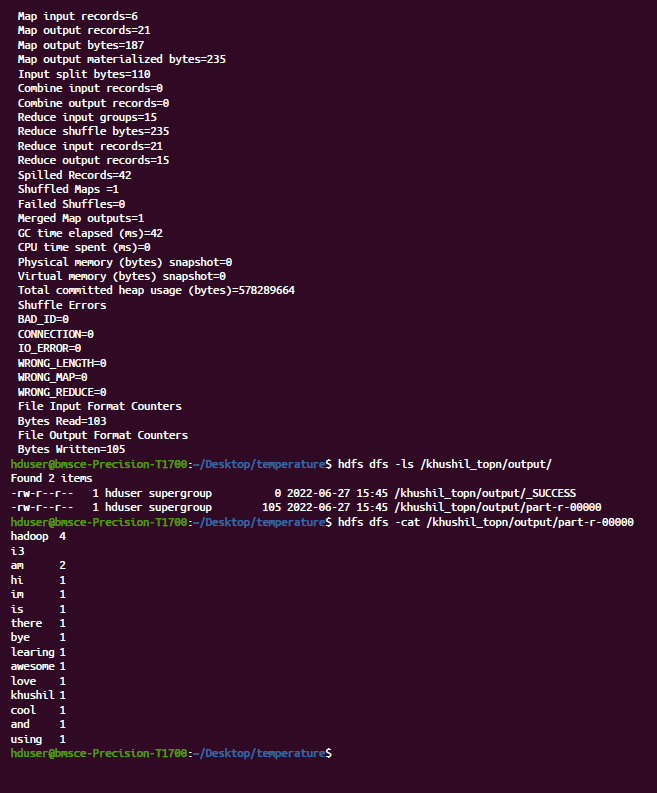 Map input records=6
Map output records=21
Map output bytes=187
Map output materialized bytes=235
Input split bytes=110
Combine input records=0
Combine output records=0
Reduce input groups=15
Reduce shuffle bytes=235
Reduce input records=21
Reduce output records=15
Spilled Records=42
Shuffled Maps =1
Failed Shuffles=0
Merged Map outputs=1
GC time elapsed (ms)=42
CPU time spent (ms)=0
Physical memory (bytes) snapshot=0
Virtual memory (bytes) snapshot=0
Total committed heap usage (bytes)=578289664
Shuffle Errors
BAD_ID=0
CONNECTION=0
IO_ERROR=0
WRONG_LENGTH=0
WRONG_MAP=0
WRONG_REDUCE=0
File Input Format Counters
Bytes Read=103
File Output Format Counters
Bytes Written=105
hduser@bmsce-Precision-T1700:~/Desktop/temperature$ hdfs dfs -ls /khushil_topn/output/
Found 2 items
-rw-r--r--   1 hduser supergroup          0 2022-06-27 15:45 /khushil_topn/output/_SUCCESS
-rw-r--r--   1 hduser supergroup        105 2022-06-27 15:45 /khushil_topn/output/part-r-00000
hduser@bmsce-Precision-T1700:~/Desktop/temperature$ hdfs dfs -cat /khushil_topn/output/part-r-00000
hadoop  4
i3
am      2
hi      1
im      1
is      1
there   1
bye     1
learing 1
awesome 1
love    1
khushil 1
cool    1
and     1
using   1
hduser@bmsce-Precision-T1700:~/Desktop/temperature$